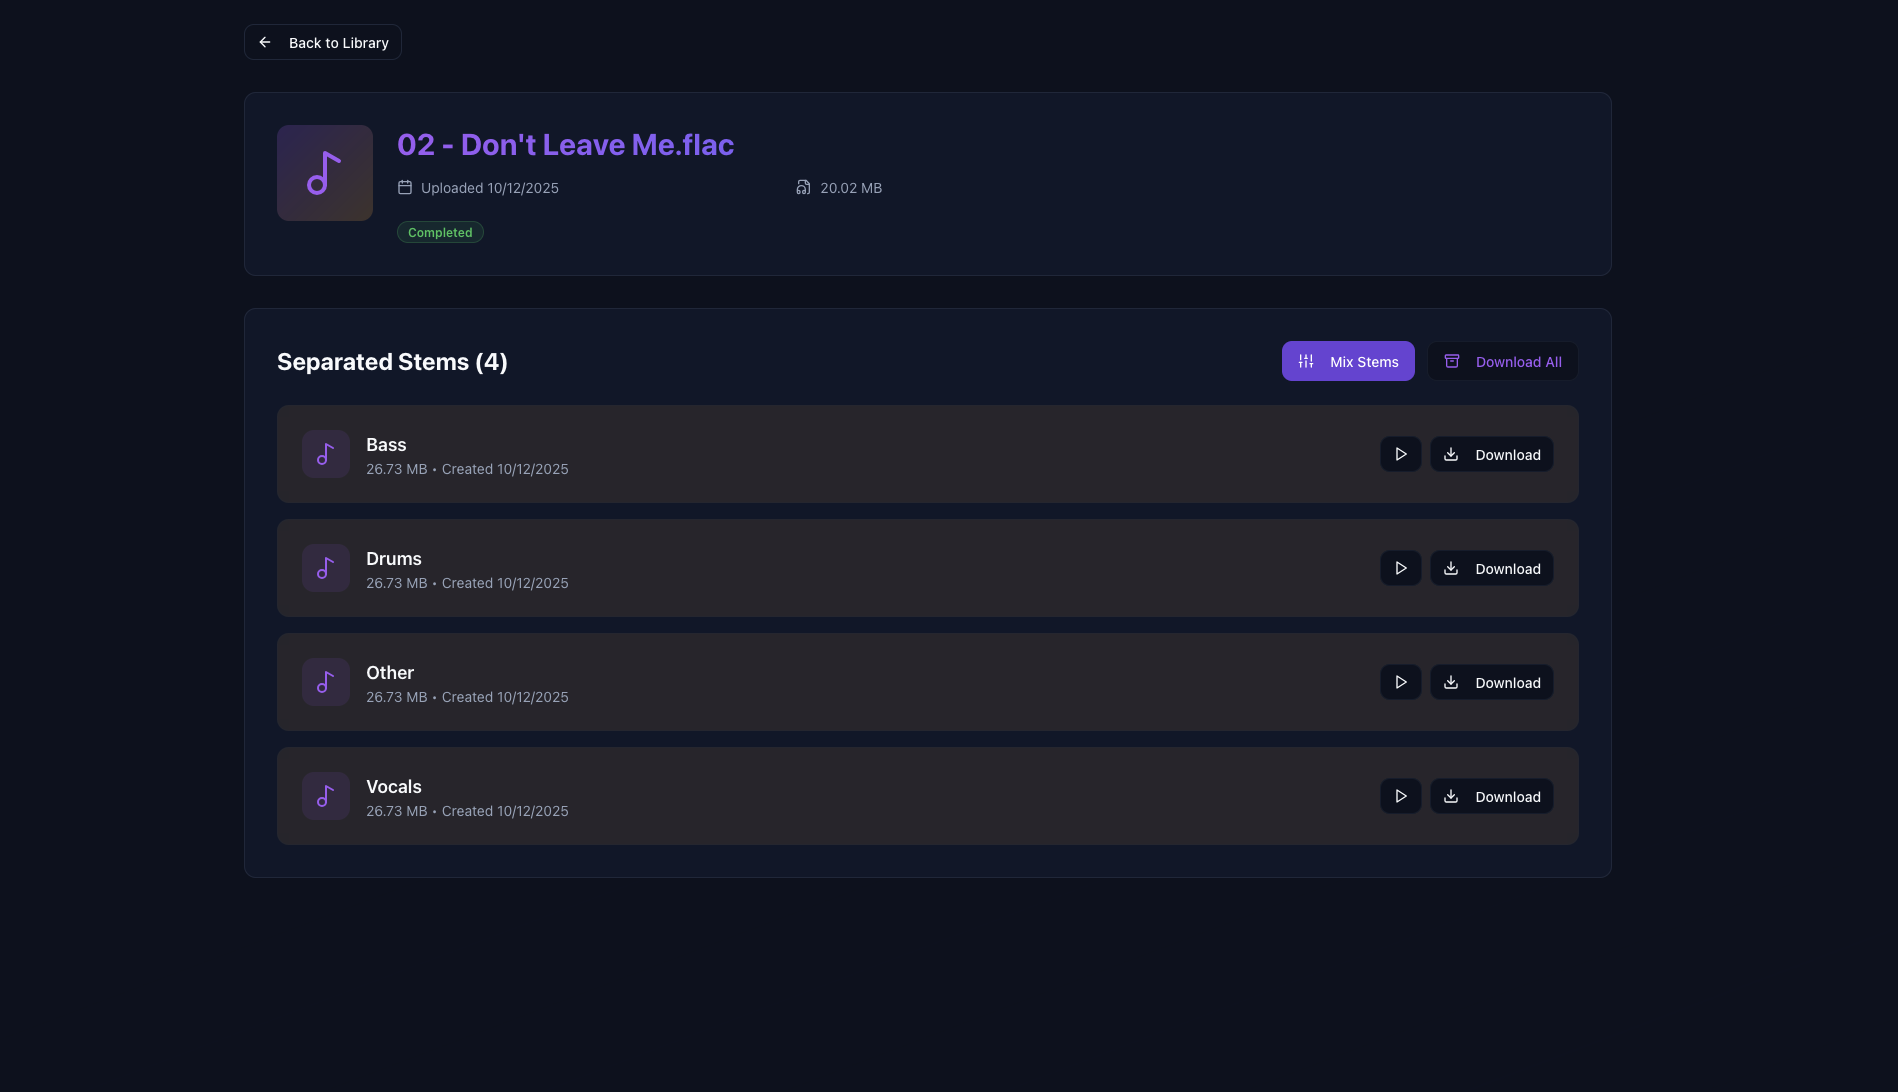 Back to Library
02 - Don't Leave Me.flac
Uploaded 10/12/2025
20.02 MB
Completed
Separated Stems (4)
Mix Stems
Download All
Bass
26.73 MB • Created 10/12/2025
Download
Drums
26.73 MB • Created 10/12/2025
Download
Other
26.73 MB • Created 10/12/2025
Download
Vocals
26.73 MB • Created 10/12/2025
Download